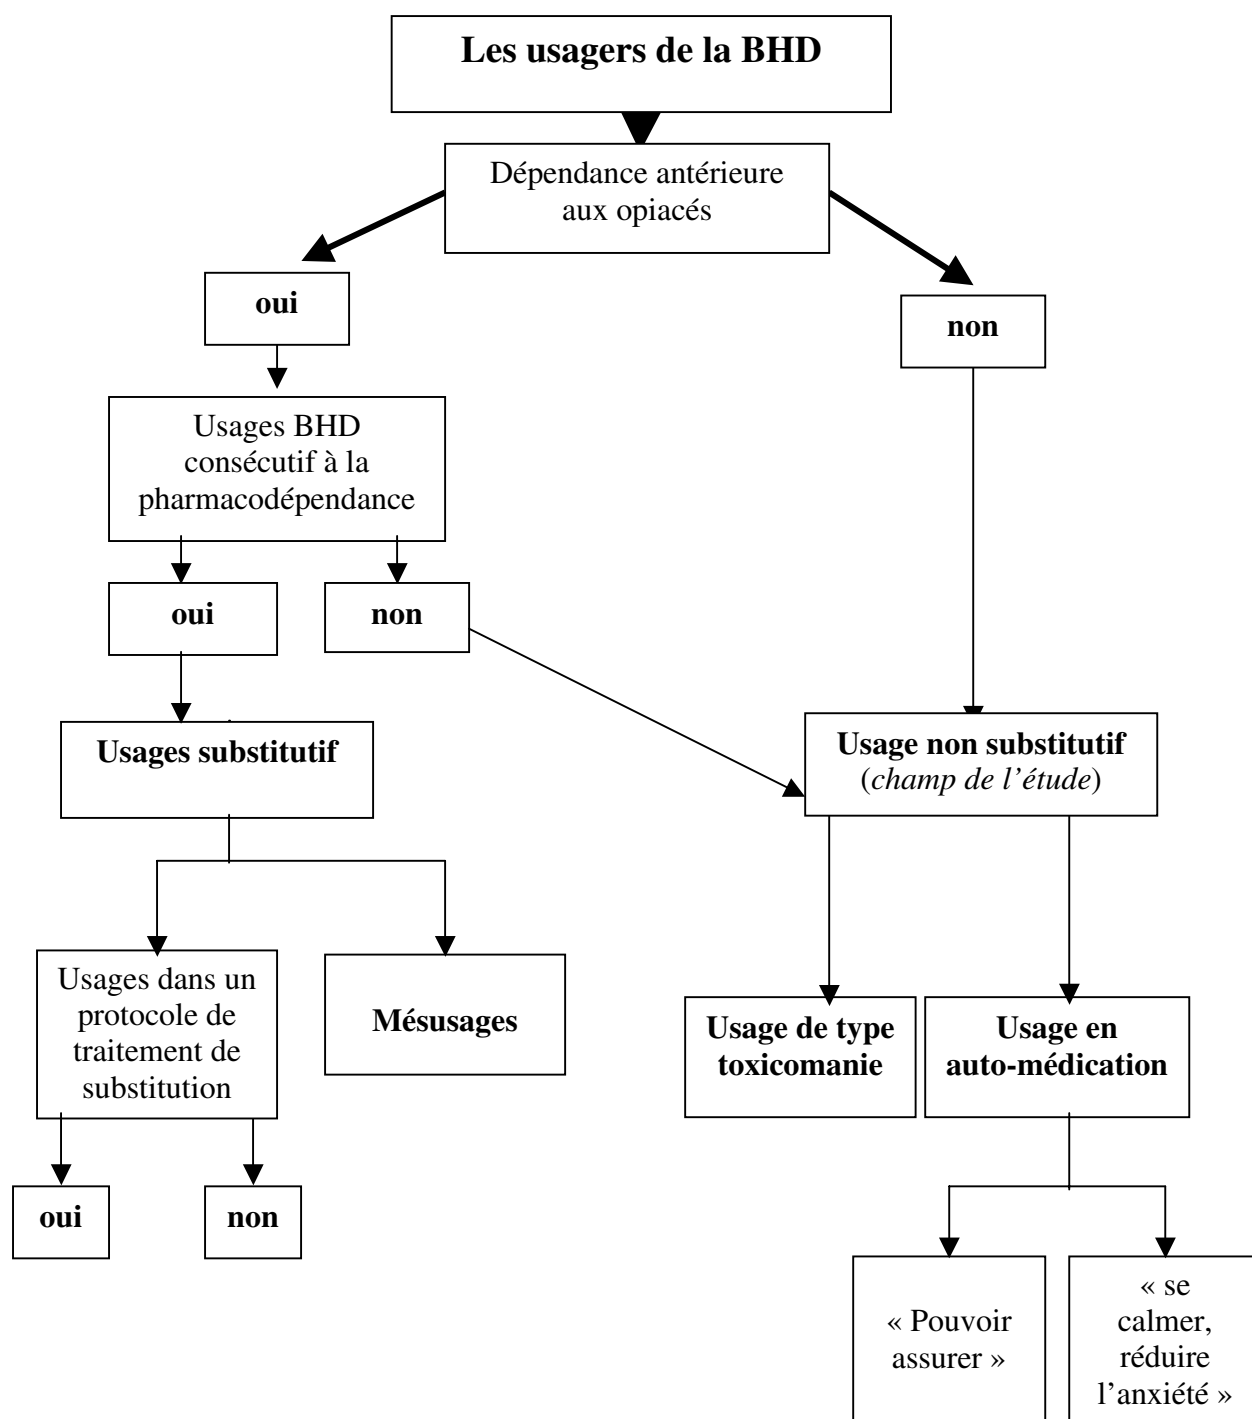 Les usagers de la BHD
Dépendance antérieure
aux opiacés
oui
non
Usages BHD
consécutif à la
pharmacodépendance
oui
non
Usages substitutif
Usage non substitutif
(champ de l'étude)
Usages dans un
protocole de
traitement de
substitution
Mésusages
Usage de type
toxicomanie
Usage en
auto-médication
oui
non
« Pouvoir
assurer »
« se
calmer,
réduire
l'anxiété »